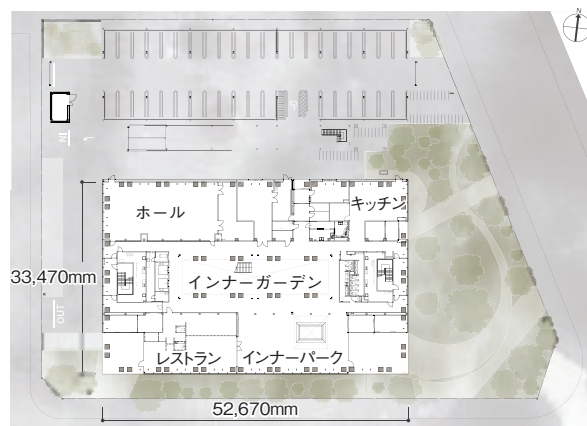 N
IN
ホール
キッチン
33,470mm
インナーガーデン
OUT
レストラン
インナーパーク
52,670mm